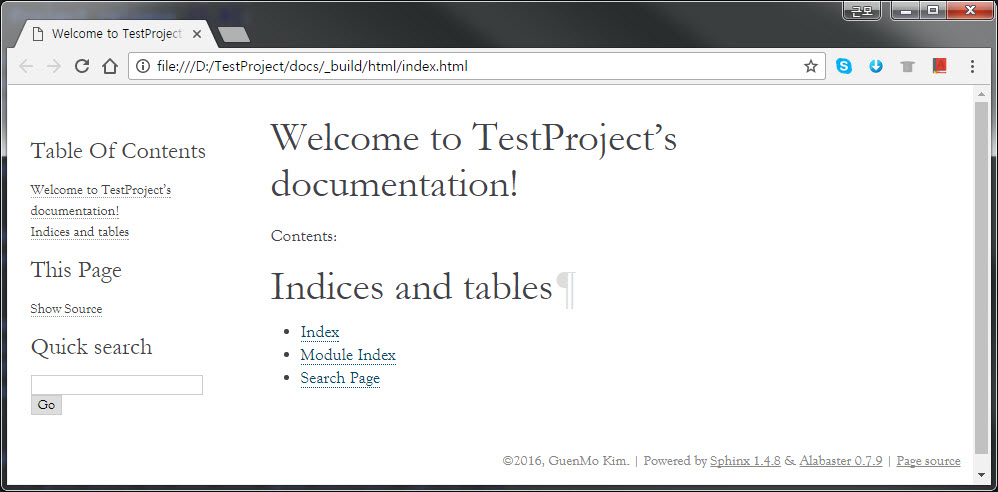 큰모
Welcome to TestProject
file:///D:/TestProject/docs/_build/html/index.html
Table Of Contents
Welcome to TestProject’s
documentation!
Indices and tables
This Page
Show Source
Quick search
Go
Welcome to TestProject’s
documentation!
Contents:
Indices and tables¶
Index
Module Index
Search Page
©2016, GuenMo Kim. | Powered by Sphinx 1.4.8 & Alabaster 0.7.9 | Page source